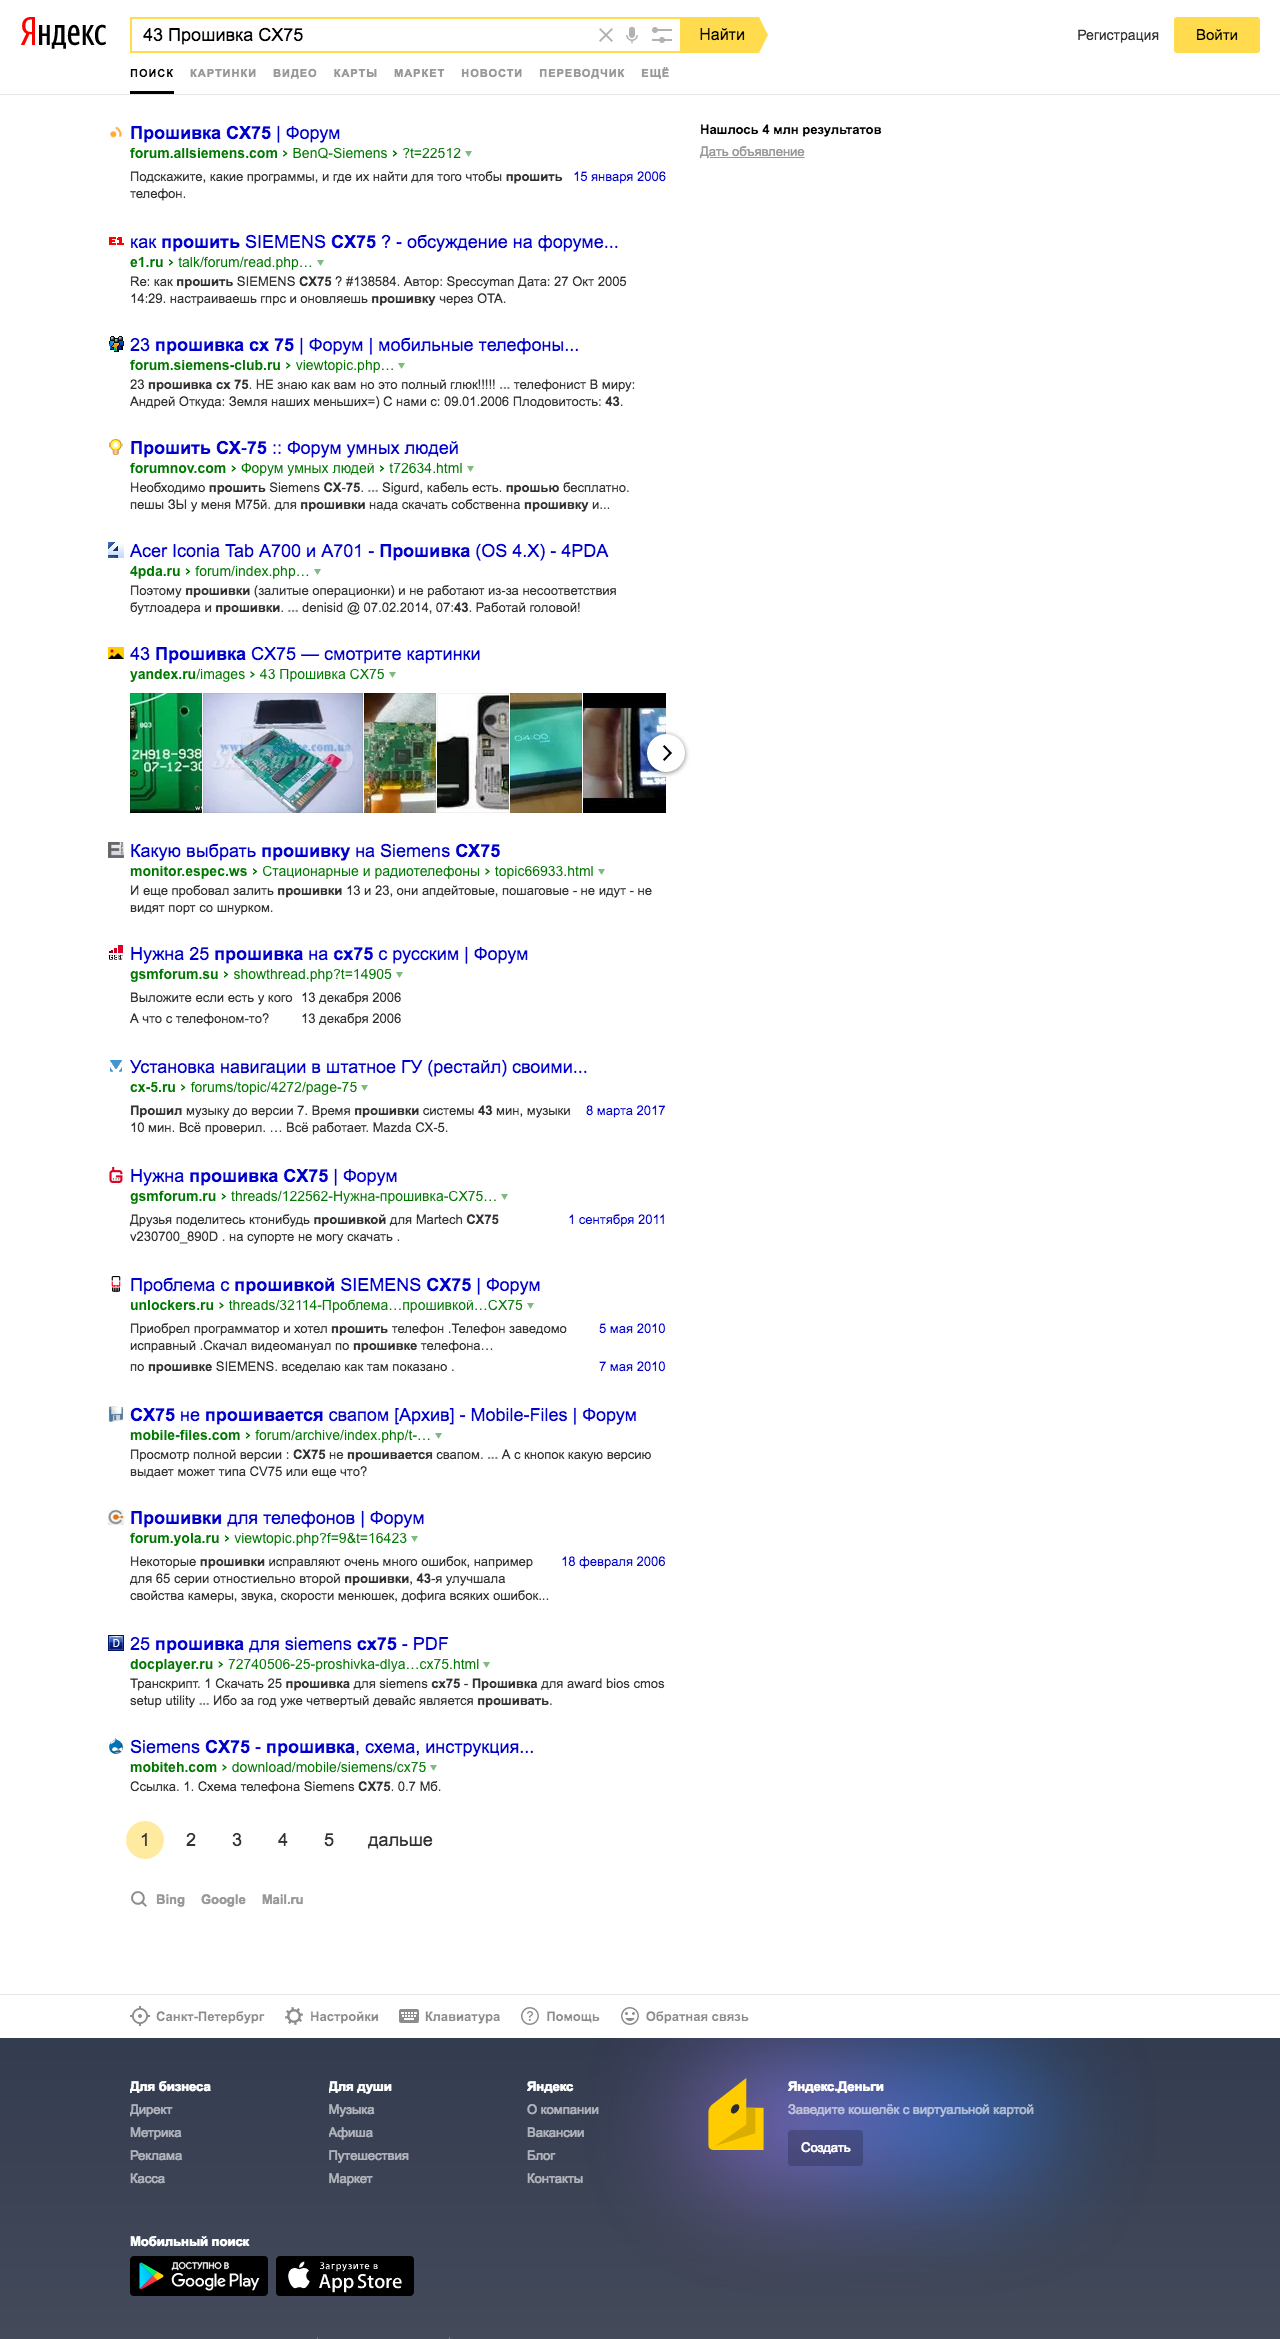 Яндекс
43 Прошивка СХ75
Найти
Регистрация
Войти
ПОИСК КАРТИНКИ ВИДЕО КАРТЫ МАРКЕТ НОВОСТИ ПЕРЕВОДЧИК ЕЩЁ
Нашлось 4 млн результатов
Дать объявление
Прошивка CX75 | Форум
forum.allsiemens.com › BenQ-Siemens › ?t=22512
Подскажите, какие программы, и где их найти для того чтобы прошить 15 января 2006
телефон.
как прошить SIEMENS CX75 ? - обсуждение на форуме...
e1.ru › talk/forum/read.php…
Re: как прошить SIEMENS CX75 ? #138584. Автор: Speccyman Дата: 27 Окт 2005
14:29. настраиваешь гпрс и оновляешь прошивку через ОТА.
23 прошивка сх 75 | Форум | мобильные телефоны...
forum.siemens-club.ru › viewtopic.php…
23 прошивка сх 75. НЕ знаю как вам но это полный глюк!!!!! ... телефонист В миру:
Андрей Откуда: Земля наших меньших=) С нами с: 09.01.2006 Плодовитость: 43.
Прошить СХ-75 :: Форум умных людей
forumnov.com › Форум умных людей › t72634.html
Необходимо прошить Siemens CX-75. ... Sigurd, кабель есть. прошью бесплатно.
пешы ЗЫ у меня М75й. для прошивки нада скачать собственна прошивку и...
Acer Iconia Tab A700 и A701 - Прошивка (OS 4.X) - 4PDA
4pda.ru › forum/index.php…
Поэтому прошивки (залитые операционки) и не работают из-за несоответствия
бутлоадера и прошивки. ... denisid @ 07.02.2014, 07:43. Работай головой!
43 Прошивка СХ75 — смотрите картинки
yandex.ru/images › 43 Прошивка СХ75
ZH918-938
07-12-30
04:00
Какую выбрать прошивку на Siemens CX75
monitor.espec.ws › Стационарные и радиотелефоны › topic66933.html
И еще пробовал залить прошивки 13 и 23, они апдейтовые, пошаговые - не идут - не
видят порт со шнурком.
Нужна 25 прошивка на сх75 с русским | Форум
gsmforum.su › showthread.php?t=14905
Выложите если есть у кого 13 декабря 2006
А что с телефоном-то? 13 декабря 2006
Установка навигации в штатное ГУ (рестайл) своими...
cx-5.ru › forums/topic/4272/page-75
Прошил музыку до версии 7. Время прошивки системы 43 мин, музыки 8 марта 2017
10 мин. Всё проверил. … Всё работает. Mazda CX-5.
Нужна прошивка CX75 | Форум
gsmforum.ru › threads/122562-Нужна-прошивка-CX75…
Друзья поделитесь ктонибудь прошивкой для Martech CX75 1 сентября 2011
v230700_890D . на супорте не могу скачать .
Проблема с прошивкой SIEMENS CX75 | Форум
unlockers.ru › threads/32114-Проблема…прошивкой…CX75
Приобрел программатор и хотел прошить телефон .Телефон заведомо 5 мая 2010
исправный .Скачал видеомануал по прошивке телефона…
по прошивке SIEMENS. вседелаю как там показано . 7 мая 2010
CX75 не прошивается свапом [Архив] - Mobile-Files | Форум
mobile-files.com › forum/archive/index.php/t-…
Просмотр полной версии : CX75 не прошивается свапом. ... А с кнопок какую версию
выдает может типа CV75 или еще что?
Прошивки для телефонов | Форум
forum.yola.ru › viewtopic.php?f=9&t=16423
Некоторые прошивки исправляют очень много ошибок, например 18 февраля 2006
для 65 серии отностиельно второй прошивки, 43-я улучшала
свойства камеры, звука, скорости менюшек, дофига всяких ошибок...
25 прошивка для siemens cx75 - PDF
docplayer.ru › 72740506-25-proshivka-dlya…cx75.html
Транскрипт. 1 Скачать 25 прошивка для siemens cx75 - Прошивка для award bios cmos
setup utility ... Ибо за год уже четвертый девайс является прошивать.
Siemens CX75 - прошивка, схема, инструкция...
mobiteh.com › download/mobile/siemens/cx75
Ссылка. 1. Схема телефона Siemens CX75. 0.7 Мб.
1 2 3 4 5 дальше
Bing Google Mail.ru
Санкт-Петербург Настройки Клавиатура Помощь Обратная связь
Для бизнеса
Директ
Метрика
Реклама
Касса
Для души
Музыка
Афиша
Путешествия
Маркет
Яндекс
О компании
Вакансии
Блог
Контакты
Яндекс.Деньги
Заведите кошелёк с виртуальной картой
Создать
Мобильный поиск
ДОСТУПНО В
Google Play
Загрузите в
App Store